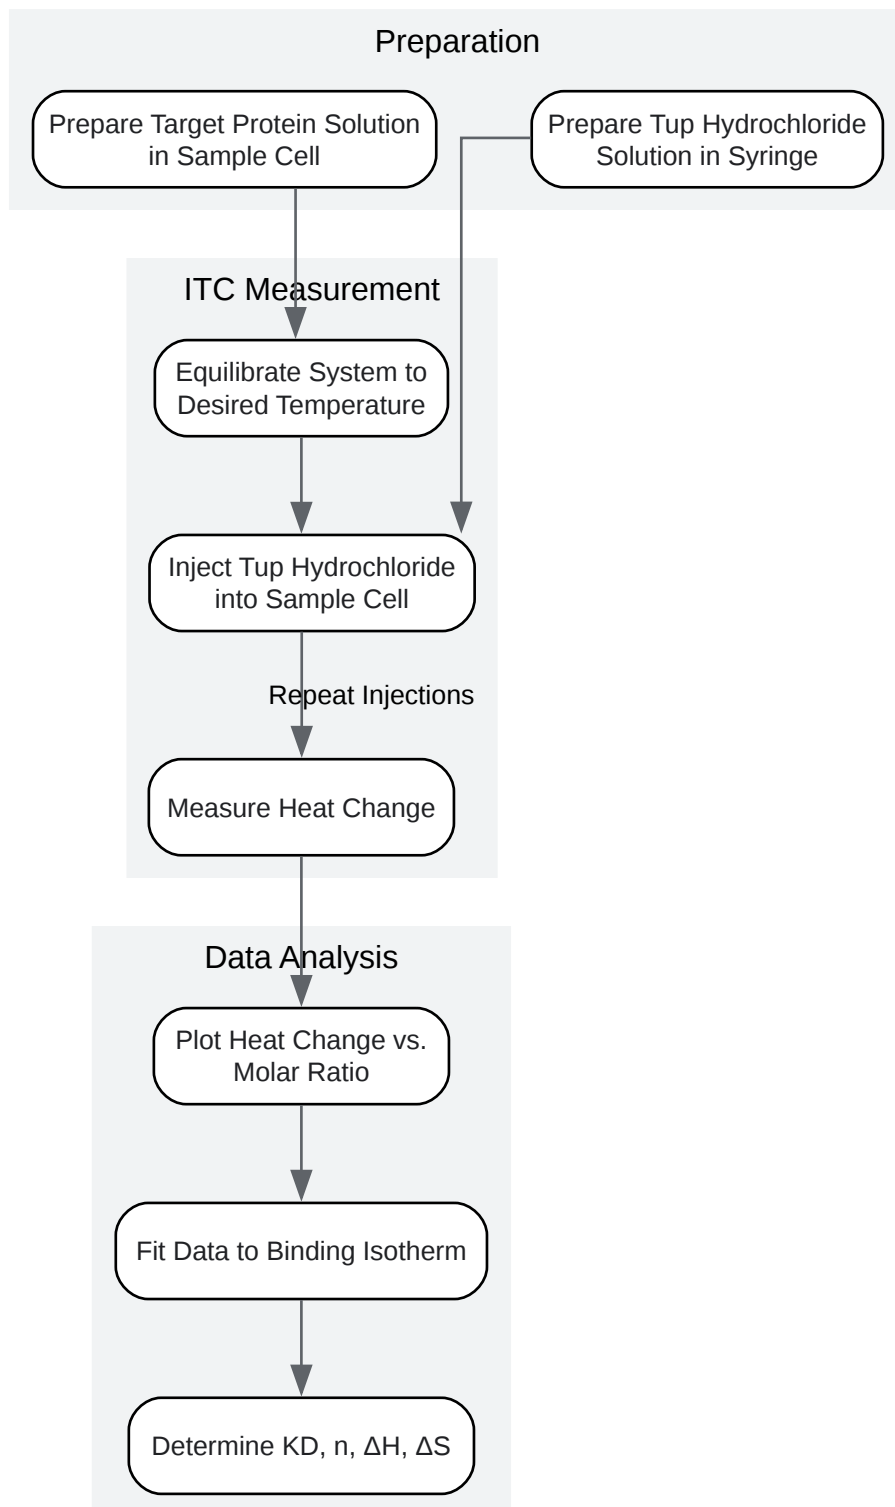 Preparation
Prepare Target Protein Solution
in Sample Cell
Prepare Tup Hydrochloride
Solution in Syringe
ITC Measurement
Equilibrate System to
Desired Temperature
Inject Tup Hydrochloride
into Sample Cell
Repeat Injections
Measure Heat Change
Data Analysis
Plot Heat Change vs.
Molar Ratio
Fit Data to Binding Isotherm
Determine KD, n, ΔH, ΔS